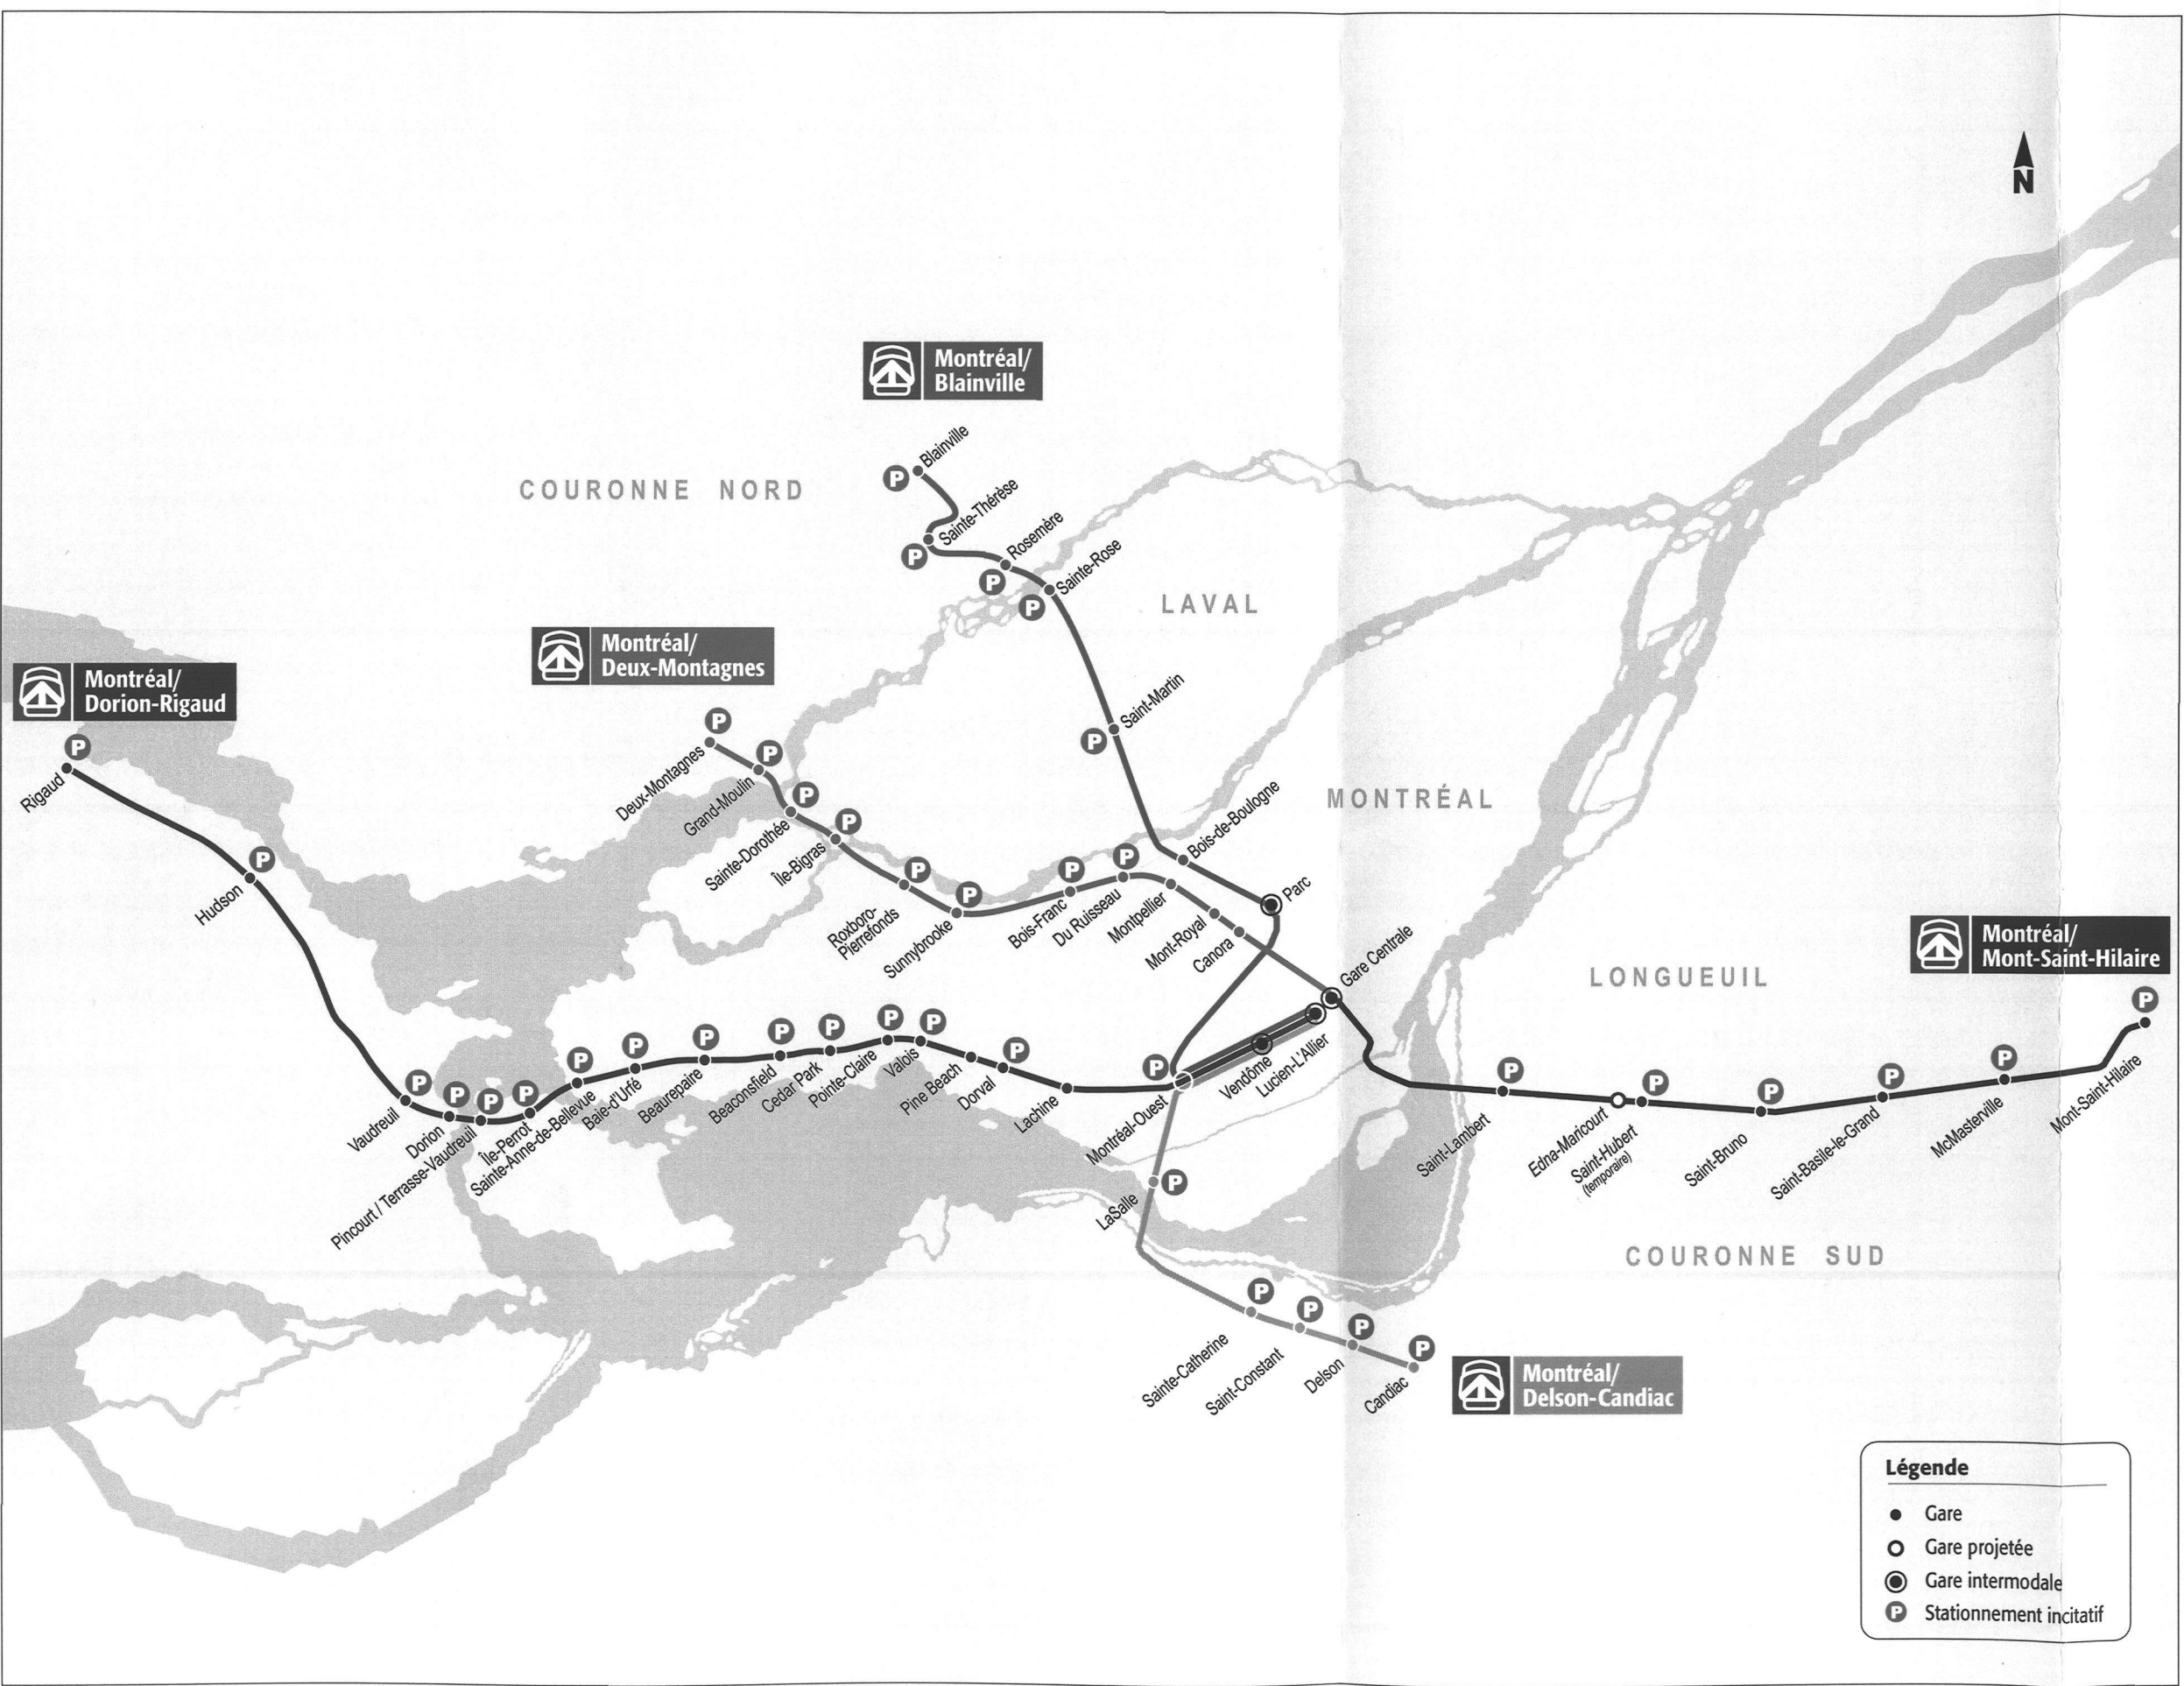 N
Montréal/
Blainville
Blainville
P
COURONNE NORD
Sainte-Thérèse
P
Rosemère
P
Sainte-Rose
P
LAVAL
Montréal/
Deux-Montagnes
Montréal/
Dorion-Rigaud
Saint-Martin
P
P
Deux-Montagnes
P
Grand-Moulin
P
Sainte-Dorothée
P
Île-Bigras
P
Roxboro-
Pierrefonds
P
Sunnybrooke
P
Bois-Franc
P
Du Ruisseau
Montpellier
Mont-Royal
Canora
Bois-de-Boulogne
Parc
MONTRÉAL
Gare Centrale
P
Rigaud
P
Hudson
P
Vaudreuil
P
Dorion
P
Pincourt / Terrasse-Vaudreuil
P
Île-Perrot
P
Sainte-Anne-de-Bellevue
P
Baie-d'Urfé
P
Beaurepaire
P
Beaconsfield
P
Cedar Park
P
Pointe-Claire
P
Valois
Pine Beach
P
Dorval
Lachine
P
Montréal-Ouest
Vendôme
Lucien-L'Allier
LONGUEUIL
Montréal/
Mont-Saint-Hilaire
P
Saint-Lambert
Edna-Maricourt
P
Saint-Hubert
(temporaire)
P
Saint-Bruno
P
Saint-Basile-le-Grand
P
McMasterville
P
Mont-Saint-Hilaire
P
LaSalle
COURONNE SUD
P
Sainte-Catherine
P
Saint-Constant
P
Delson
P
Candiac
Montréal/
Delson-Candiac
Légende
Gare
Gare projetée
Gare intermodale
P Stationnement incitatif